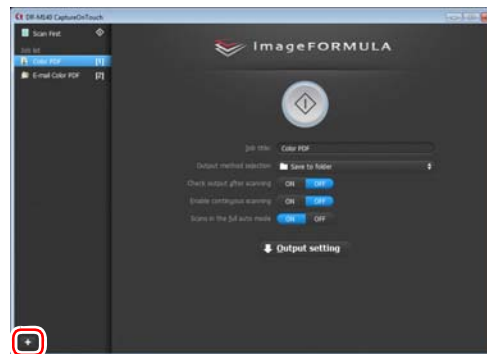 DR-M140 CaptureOnTouch
Scan First
Job list
Color PDF [1]
E-mail Color PDF [2]
imageFORMULA
Job title: Color PDF
Output method selection Save to folder
Check output after scanning ON OFF
Enable continuous scanning ON OFF
Scans in the full auto mode ON OFF
Output setting
+